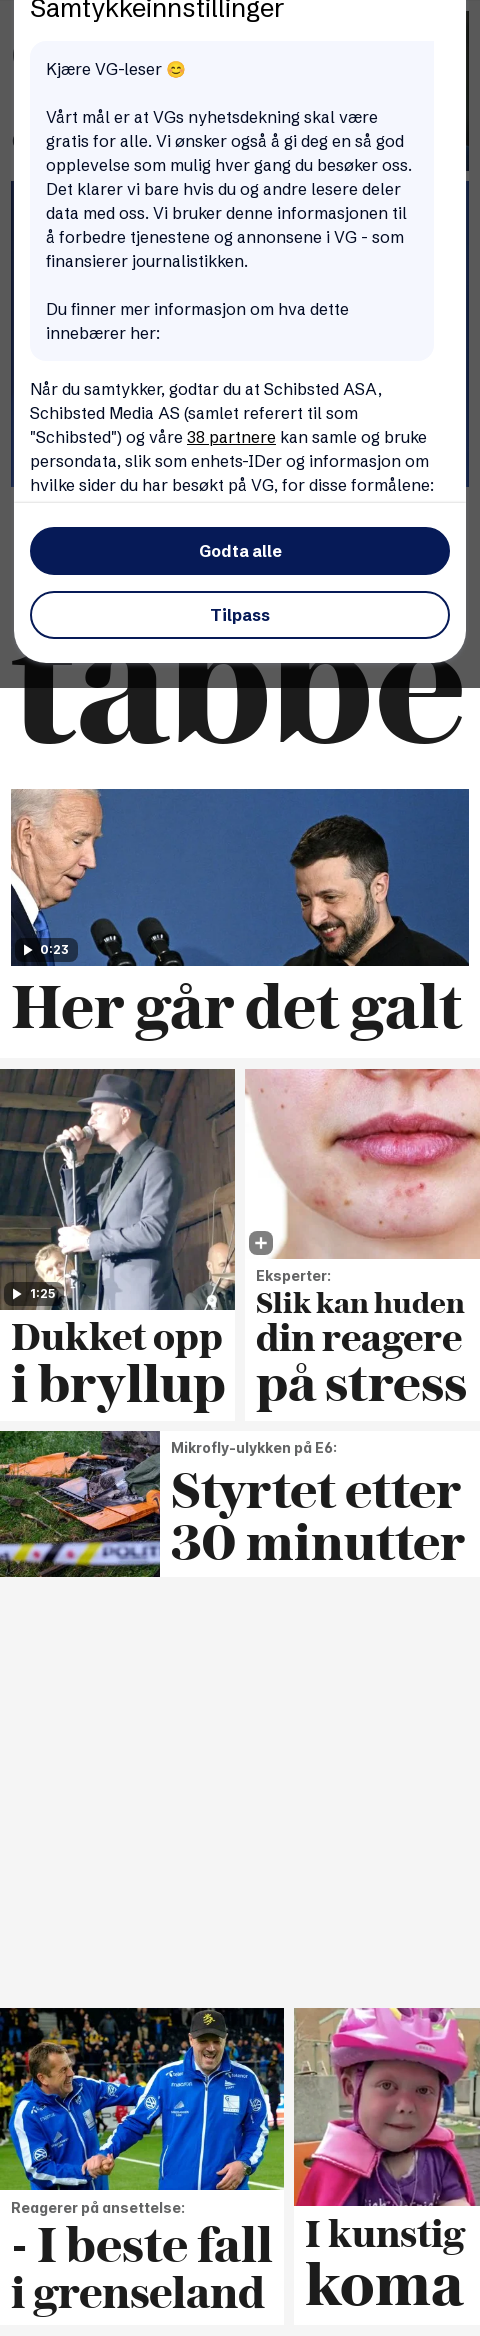 Samtykkeinnstillinger
Kjære VG-leser 😊
Vårt mål er at VGs nyhetsdekning skal være
gratis for alle. Vi ønsker også å gi deg en så god
opplevelse som mulig hver gang du besøker oss.
Det klarer vi bare hvis du og andre lesere deler
data med oss. Vi bruker denne informasjonen til
å forbedre tjenestene og annonsene i VG - som
finansierer journalistikken.
Du finner mer informasjon om hva dette
innebærer her:
Når du samtykker, godtar du at Schibsted ASA,
Schibsted Media AS (samlet referert til som
"Schibsted") og våre 38 partnere kan samle og bruke
persondata, slik som enhets-IDer og informasjon om
hvilke sider du har besøkt på VG, for disse formålene:
Godta alle
Tilpass
tabbe
0:23
Her går det galt
1:25
Dukket opp
i bryllup
Eksperter:
Slik kan huden
din reagere
på stress
POLIT
Mikrofly-ulykken på E6:
Styrtet etter
30 minutter
Reagerer på ansettelse:
- I beste fall
i grenseland
I kunstig
koma